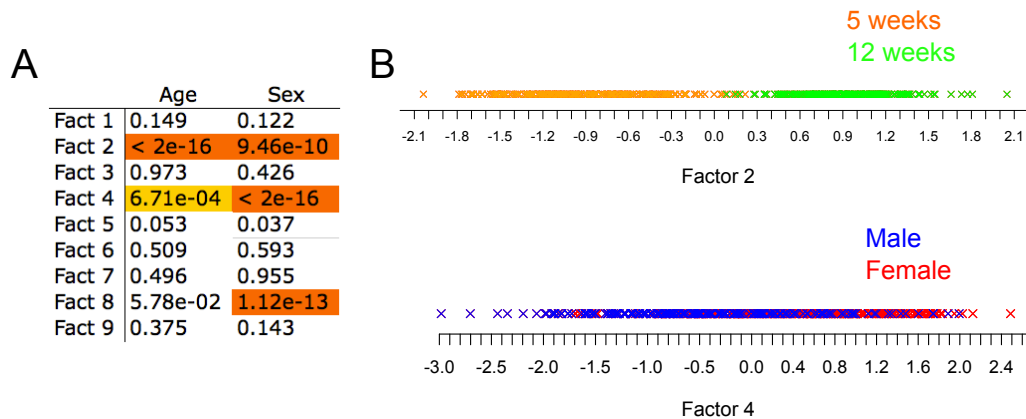 A
Age Sex
Fact 1 0.149 0.122
Fact 2 < 2e-16 9.46e-10
Fact 3 0.973 0.426
Fact 4 6.71e-04 < 2e-16
Fact 5 0.053 0.037
Fact 6 0.509 0.593
Fact 7 0.496 0.955
Fact 8 5.78e-02 1.12e-13
Fact 9 0.375 0.143
B
5 weeks
12 weeks
-2.1 -1.8 -1.5 -1.2 -0.9 -0.6 -0.3 0.0 0.3 0.6 0.9 1.2 1.5 1.8 2.1
Factor 2
Male
Female
-3.0 -2.5 -2.0 -1.5 -1.0 -0.5 0.0 0.4 0.8 1.2 1.6 2.0 2.4
Factor 4